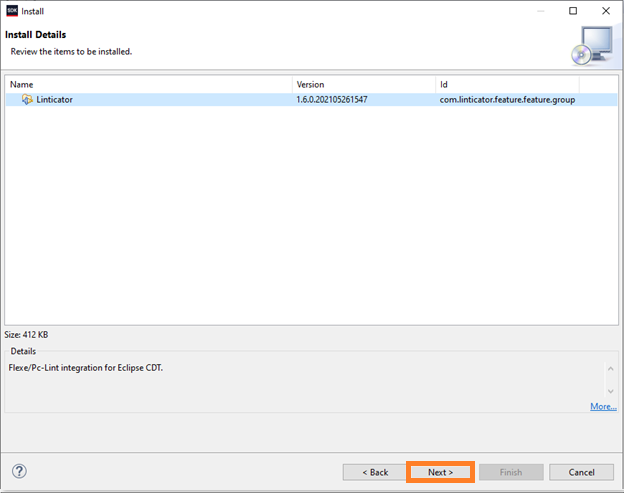 SDK Install
Install Details
Review the items to be installed.
Name Version Id
Linticator 1.6.0.202105261547 com.linticator.feature.feature.group
Size: 412 KB
Details
Flexe/Pc-Lint integration for Eclipse CDT.
More...
? < Back Next > Finish Cancel